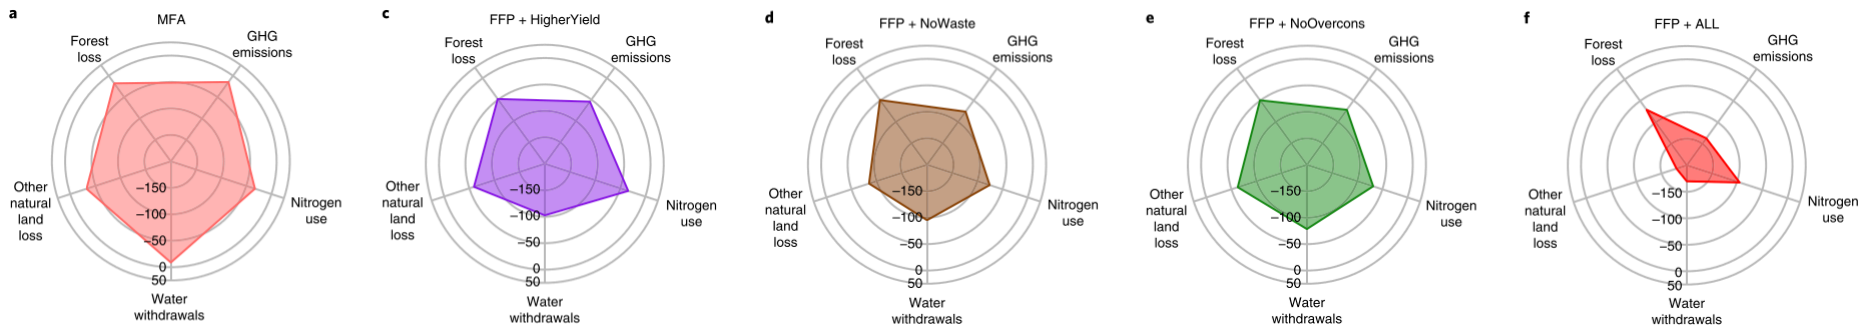 a
MFA
Forest
loss
GHG
emissions
Other
natural
land
loss
Nitrogen
use
−150
−100
−50
0
50
Water
withdrawals
c
FFP + HigherYield
Forest
loss
GHG
emissions
Other
natural
land
loss
Nitrogen
use
−150
−100
−50
0
50
Water
withdrawals
d
FFP + NoWaste
Forest
loss
GHG
emissions
Other
natural
land
loss
Nitrogen
use
−150
−100
−50
0
50
Water
withdrawals
e
FFP + NoOvercons
Forest
loss
GHG
emissions
Other
natural
land
loss
Nitrogen
use
−150
−100
−50
0
50
Water
withdrawals
f
FFP + ALL
Forest
loss
GHG
emissions
Other
natural
land
loss
Nitrogen
use
−150
−100
−50
0
50
Water
withdrawals